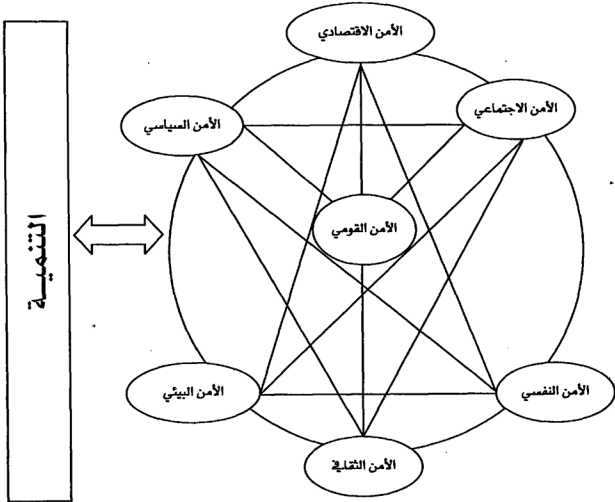 الأمن الاقتصادي
الأمن الاجتماعي
الأمن السياسي
الأمن القومي
التنمية
الأمن النفسي
الأمن البيئي
الأمن الثقافي